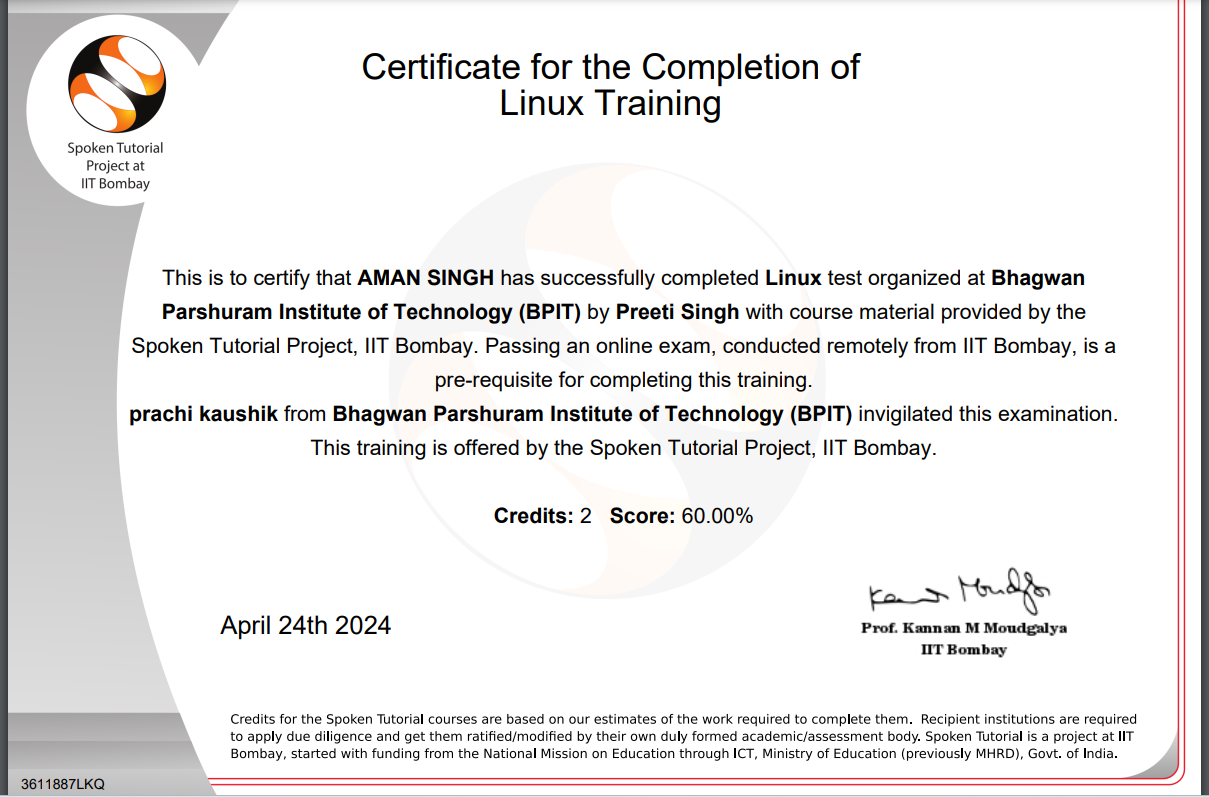 Certificate for the Completion of
Linux Training
Spoken Tutorial
Project at
IIT Bombay
This is to certify that AMAN SINGH has successfully completed Linux test organized at Bhagwan
Parshuram Institute of Technology (BPIT) by Preeti Singh with course material provided by the
Spoken Tutorial Project, IIT Bombay. Passing an online exam, conducted remotely from IIT Bombay, is a
pre-requisite for completing this training.
prachi kaushik from Bhagwan Parshuram Institute of Technology (BPIT) invigilated this examination.
This training is offered by the Spoken Tutorial Project, IIT Bombay.
Credits: 2 Score: 60.00%
April 24th 2024
Prof. Kannan M Moudgalya
IIT Bombay
Credits for the Spoken Tutorial courses are based on our estimates of the work required to complete them. Recipient institutions are required
to apply due diligence and get them ratified/modified by their own duly formed academic/assessment body. Spoken Tutorial is a project at IIT
Bombay, started with funding from the National Mission on Education through ICT, Ministry of Education (previously MHRD), Govt. of India.
3611887LKQ